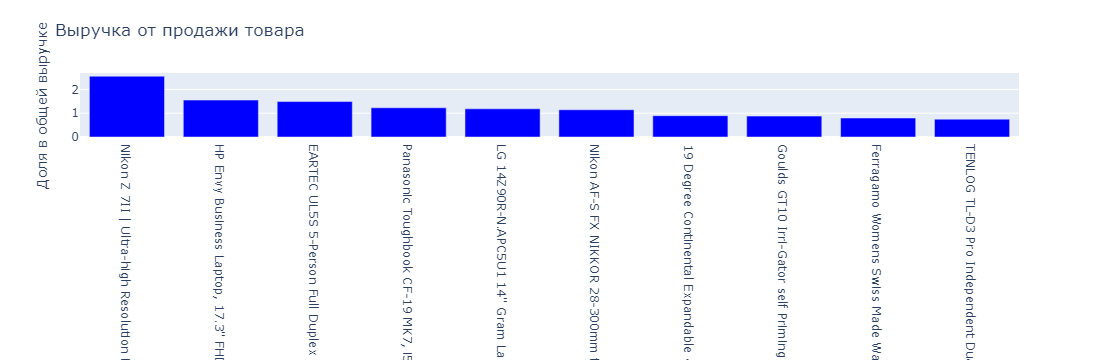 Выручка от продажи товара
Доля в общей выручке
2
1
0
Nikon Z 7II | Ultra-high Resolution
HP Envy Business Laptop, 17.3" FHD
EARTEC UL5S 5-Person Full Duplex
Panasonic Toughbook CF-19 MK7, i5
LG 14Z90R-N.APC5U1 14" Gram La
Nikon AF-S FX NIKKOR 28-300mm f
19 Degree Continental Expandable
Goulds GT10 Irri-Gator self Priming
Ferragamo Womens Swiss Made Wa
TENLOG TL-D3 Pro Independent Du